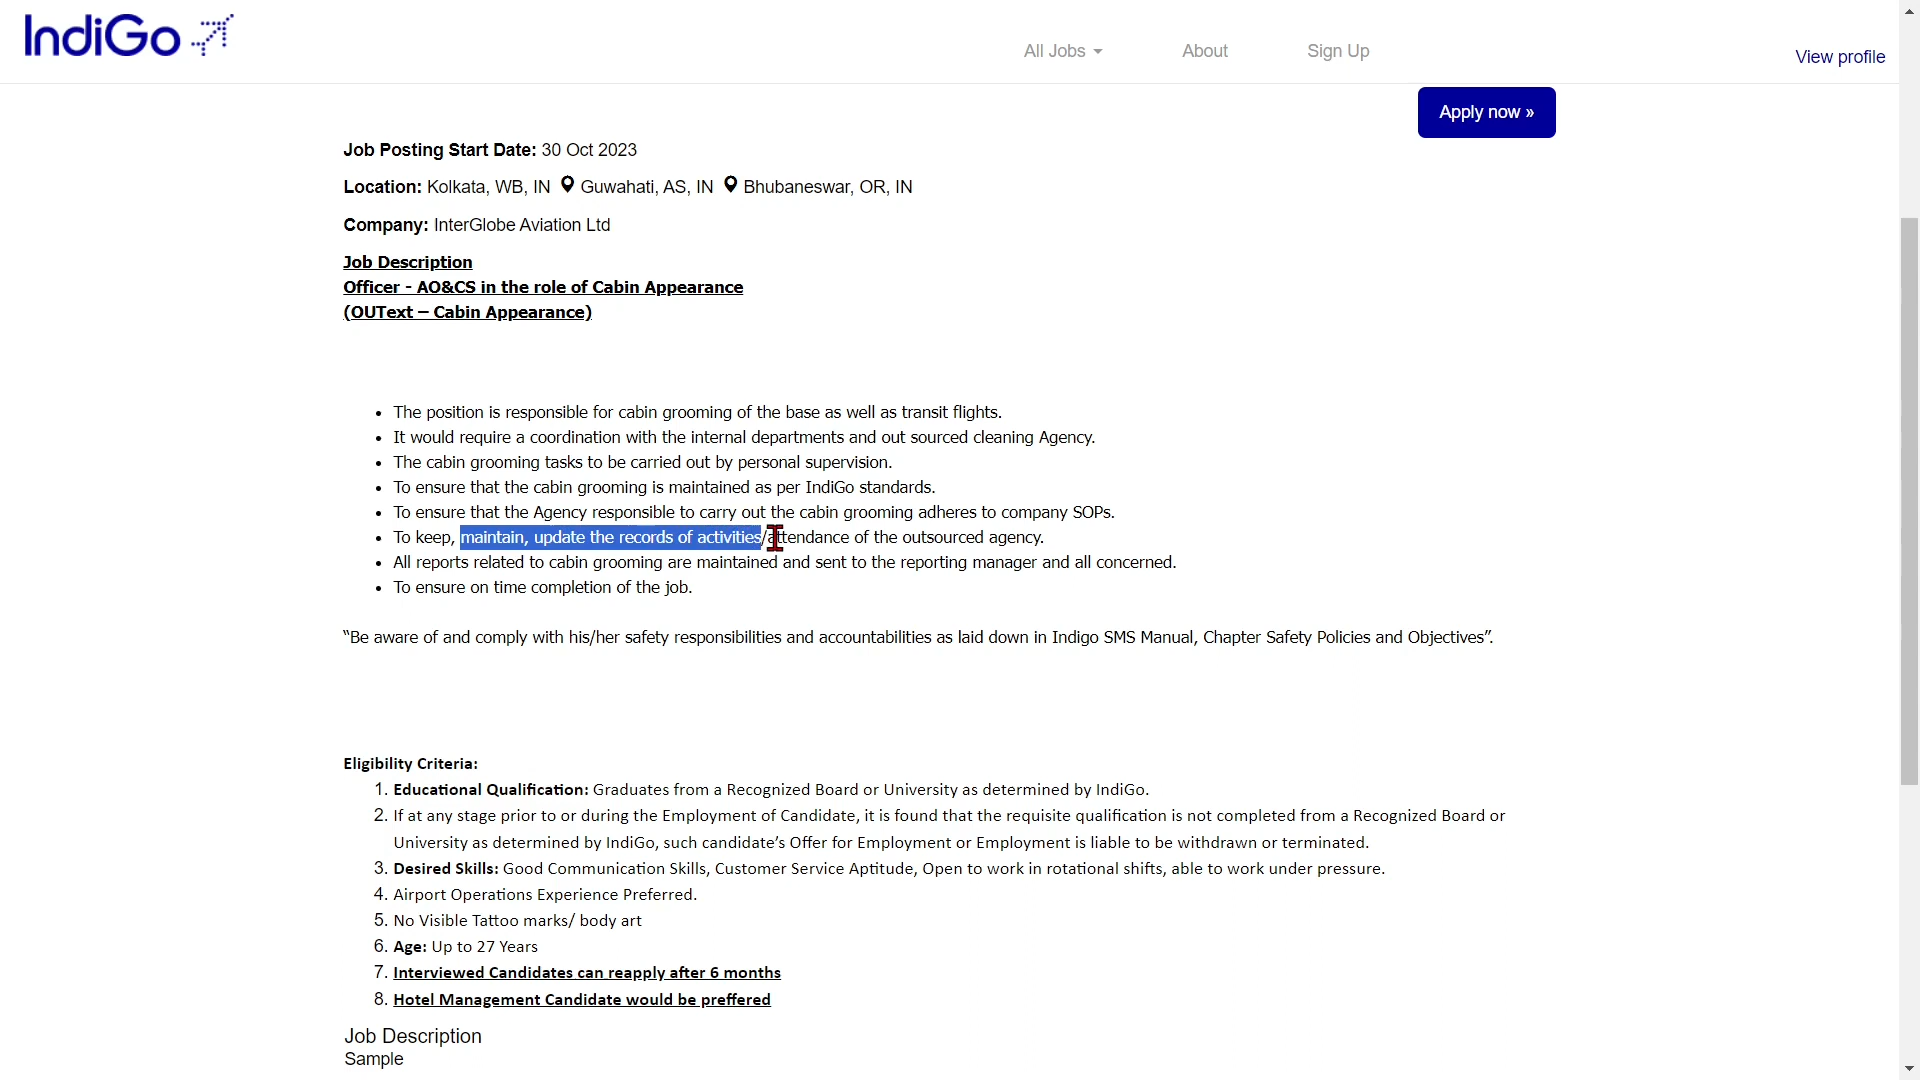 IndiGo
All Jobs
About
Sign Up
View profile
Apply now »
Job Posting Start Date: 30 Oct 2023
Location: Kolkata, WB, IN Guwahati, AS, IN Bhubaneswar, OR, IN
Company: InterGlobe Aviation Ltd
Job Description
Officer - AO&CS in the role of Cabin Appearance
(OUText – Cabin Appearance)
• The position is responsible for cabin grooming of the base as well as transit flights.
• It would require a coordination with the internal departments and out sourced cleaning Agency.
• The cabin grooming tasks to be carried out by personal supervision.
• To ensure that the cabin grooming is maintained as per IndiGo standards.
• To ensure that the Agency responsible to carry out the cabin grooming adheres to company SOPs.
• To keep, maintain, update the records of activities/attendance of the outsourced agency.
• All reports related to cabin grooming are maintained and sent to the reporting manager and all concerned.
• To ensure on time completion of the job.
“Be aware of and comply with his/her safety responsibilities and accountabilities as laid down in Indigo SMS Manual, Chapter Safety Policies and Objectives”.
Eligibility Criteria:
1. Educational Qualification: Graduates from a Recognized Board or University as determined by IndiGo.
2. If at any stage prior to or during the Employment of Candidate, it is found that the requisite qualification is not completed from a Recognized Board or
University as determined by IndiGo, such candidate’s Offer for Employment or Employment is liable to be withdrawn or terminated.
3. Desired Skills: Good Communication Skills, Customer Service Aptitude, Open to work in rotational shifts, able to work under pressure.
4. Airport Operations Experience Preferred.
5. No Visible Tattoo marks/ body art
6. Age: Up to 27 Years
7. Interviewed Candidates can reapply after 6 months
8. Hotel Management Candidate would be preffered
Job Description
Sample